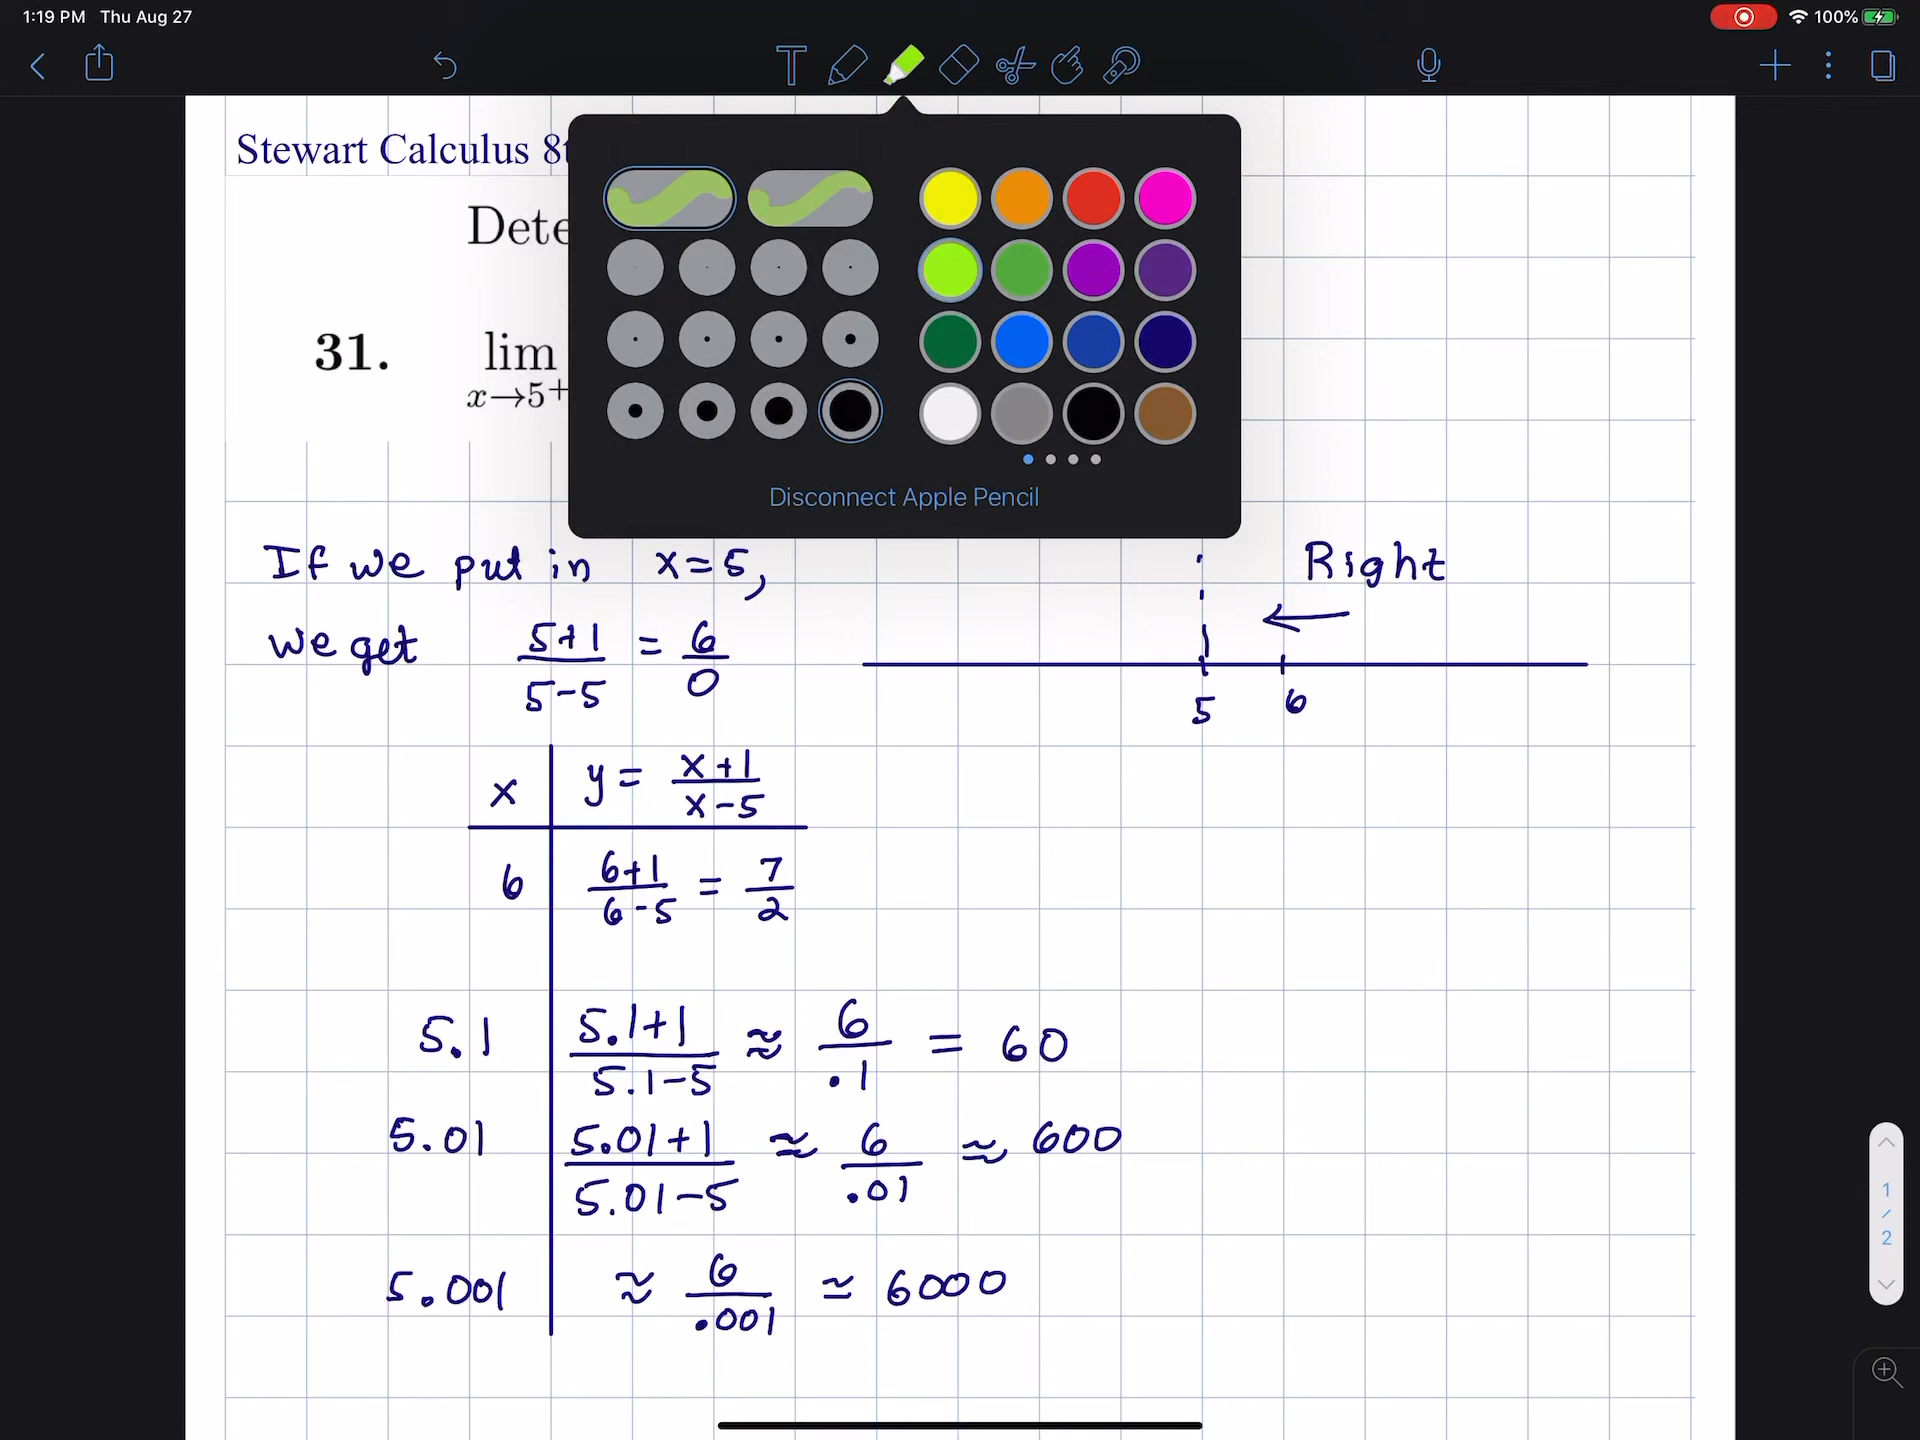 1:19 PM Thu Aug 27
100%
Stewart Calculus 8t
Dete
31. lim
x→5+
Disconnect Apple Pencil
If we put in x=5,
Right
we get 5+1/5-5 = 6/0
5 6
x y = x+1/x-5
6 6+1/6-5 = 7/2
5.1 5.1+1/5.1-5 ≈ 6/.1 = 60
5.01 5.01+1/5.01-5 ≈ 6/.01 ≈ 600
5.001 ≈ 6/.001 ≃ 6000
1
/
2